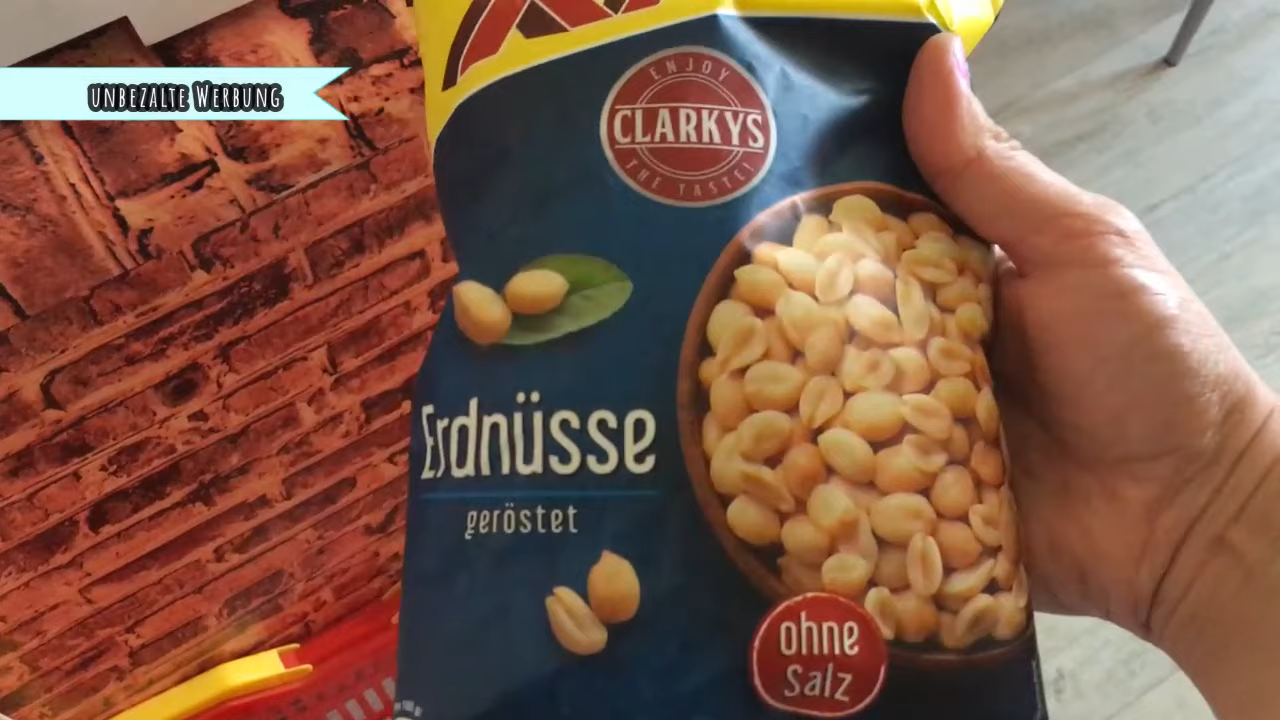 UNBEZALTE WERBUNG
ENJOY
CLARKYS
THE TASTE!
Erdnüsse
geröstet
ohne
Salz